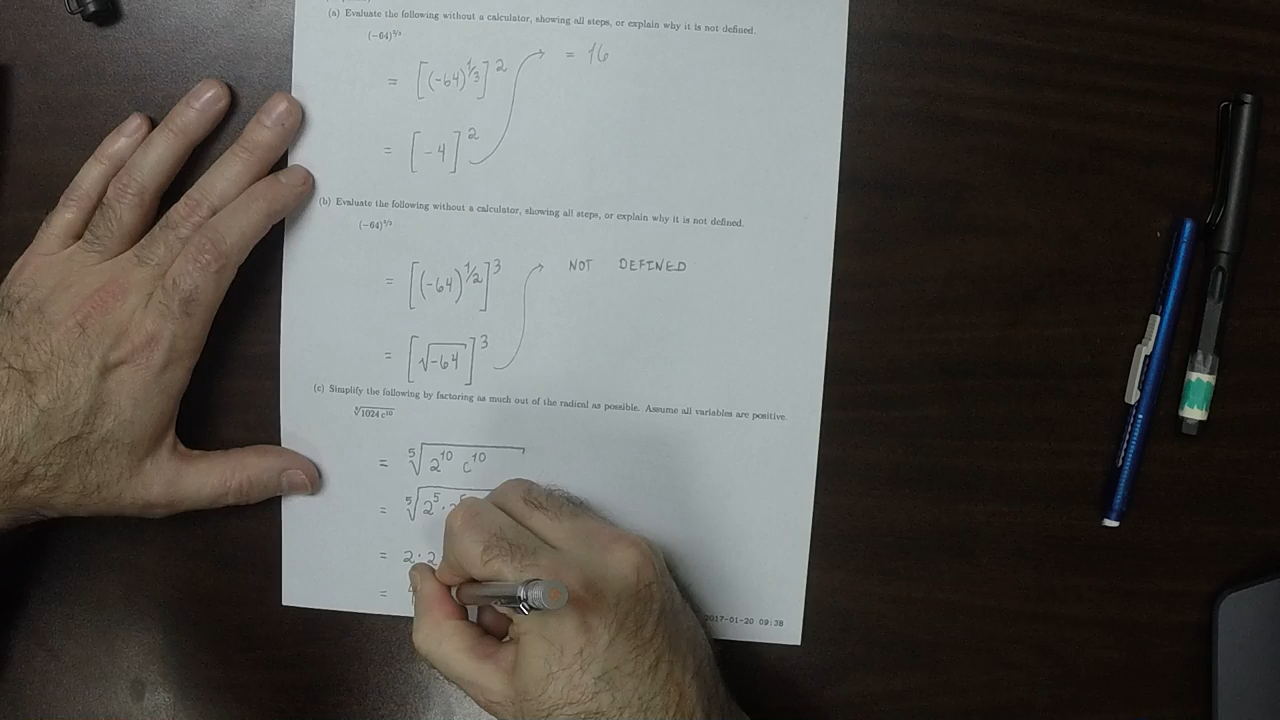 (a) Evaluate the following without a calculator, showing all steps, or explain why it is not defined.
(−64)^{2/3}
= [(-64)^{1/3}]^2
= 16
= [-4]^2
(b) Evaluate the following without a calculator, showing all steps, or explain why it is not defined.
(−64)^{3/2}
= [(-64)^{1/2}]^3
NOT DEFINED
= [√-64]^3
(c) Simplify the following by factoring as much out of the radical as possible. Assume all variables are positive.
⁵√1024 c^{10}
= ⁵√2^{10} c^{10}
= ⁵√2^5 ·
= 2 · 2
=
2017-01-20 09:38